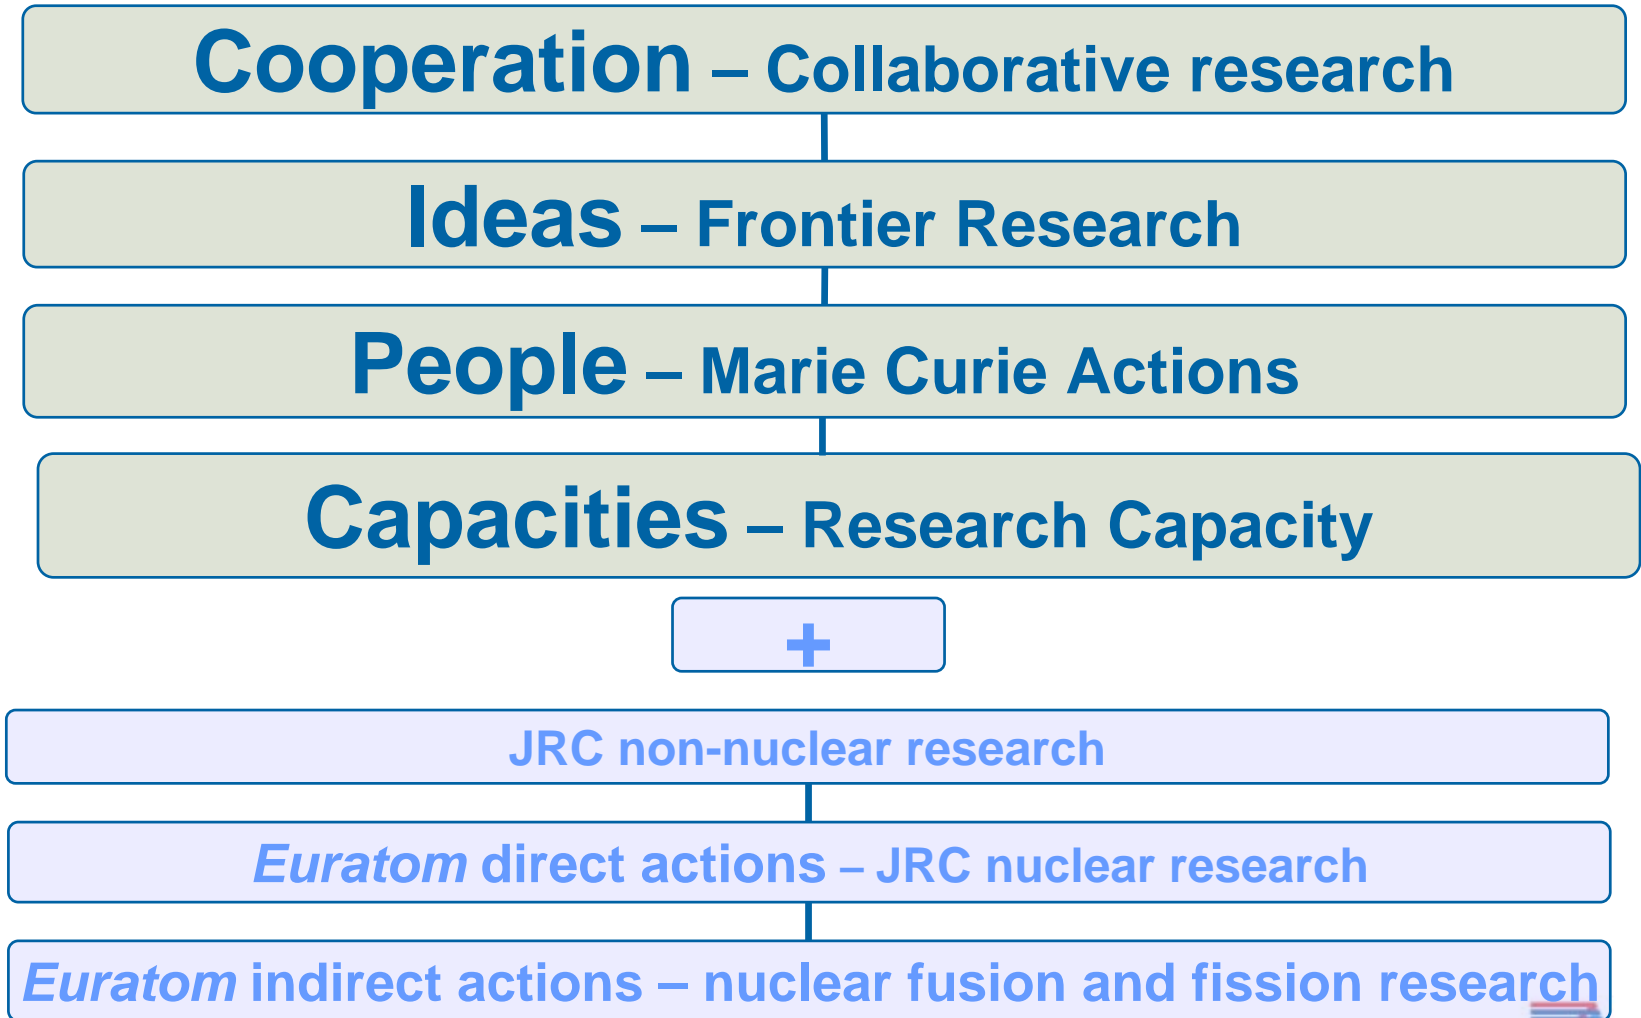 Cooperation – Collaborative research
Ideas – Frontier Research
People – Marie Curie Actions
Capacities – Research Capacity
+
JRC non-nuclear research
Euratom direct actions – JRC nuclear research
Euratom indirect actions – nuclear fusion and fission research